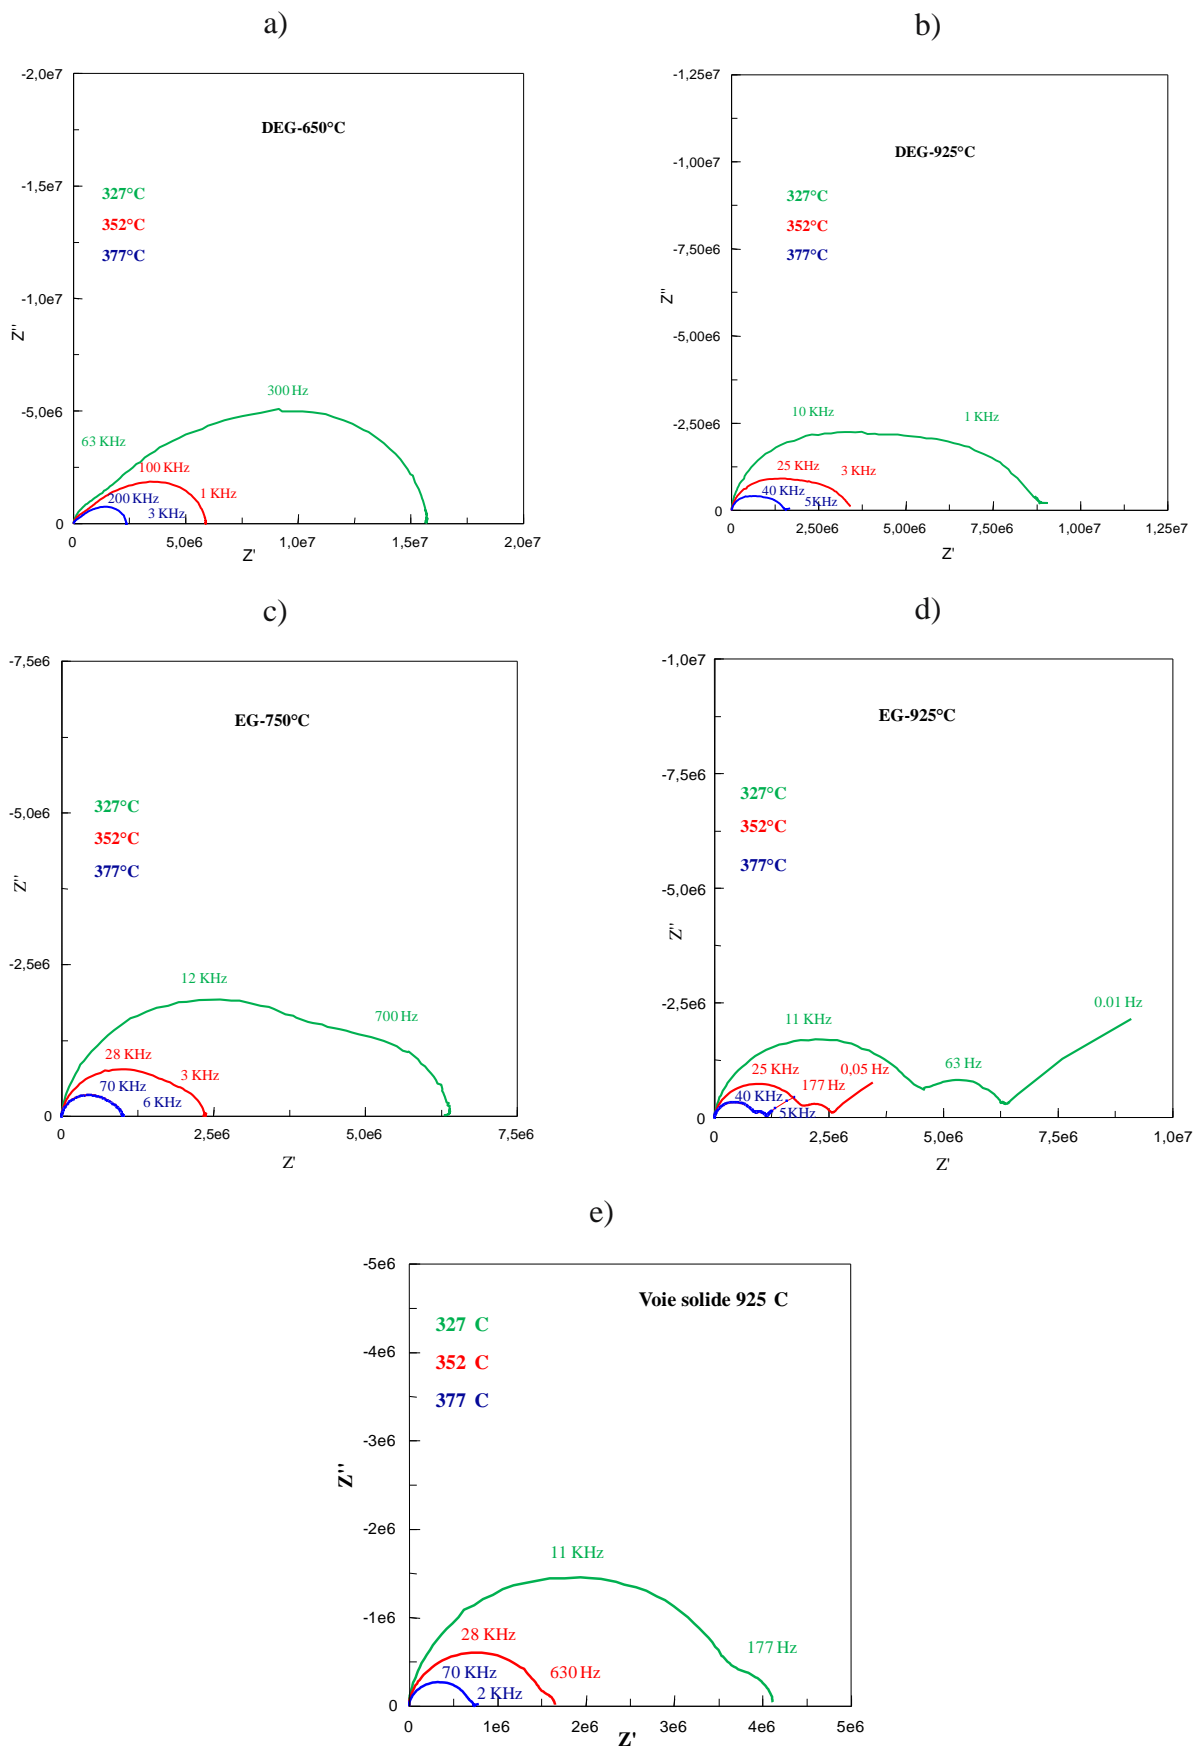 a)
-2,0e7
DEG-650°C
-1,5e7
327°C
352°C
377°C
-1,0e7
Z''
300 Hz
-5,0e6
63 KHz
100 KHz
200 KHz
1 KHz
3 KHz
0
0
5,0e6
1,0e7
1,5e7
2,0e7
Z'
b)
-1,25e7
DEG-925°C
-1,00e7
327°C
352°C
377°C
-7,50e6
Z''
-5,00e6
-2,50e6
10 KHz
1 KHz
25 KHz
3 KHz
40 KHz
5KHz
0
0
2,50e6
5,00e6
7,50e6
1,00e7
1,25e7
Z'
c)
-7,5e6
EG-750°C
-5,0e6
327°C
352°C
377°C
Z''
-2,5e6
12 KHz
700 Hz
28 KHz
3 KHz
70 KHz
6 KHz
0
0
2,5e6
5,0e6
7,5e6
Z'
d)
-1,0e7
EG-925°C
-7,5e6
327°C
352°C
377°C
-5,0e6
Z''
-2,5e6
0.01 Hz
11 KHz
63 Hz
25 KHz
0,05 Hz
177 Hz
40 KHz
5KHz
0
0
2,5e6
5,0e6
7,5e6
1,0e7
Z'
e)
-5e6
Voie solide 925 C
327 C
-4e6
352 C
377 C
-3e6
Z''
-2e6
11 KHz
-1e6
28 KHz
177 Hz
70 KHz
630 Hz
2 KHz
0
0
1e6
2e6
3e6
4e6
5e6
Z'